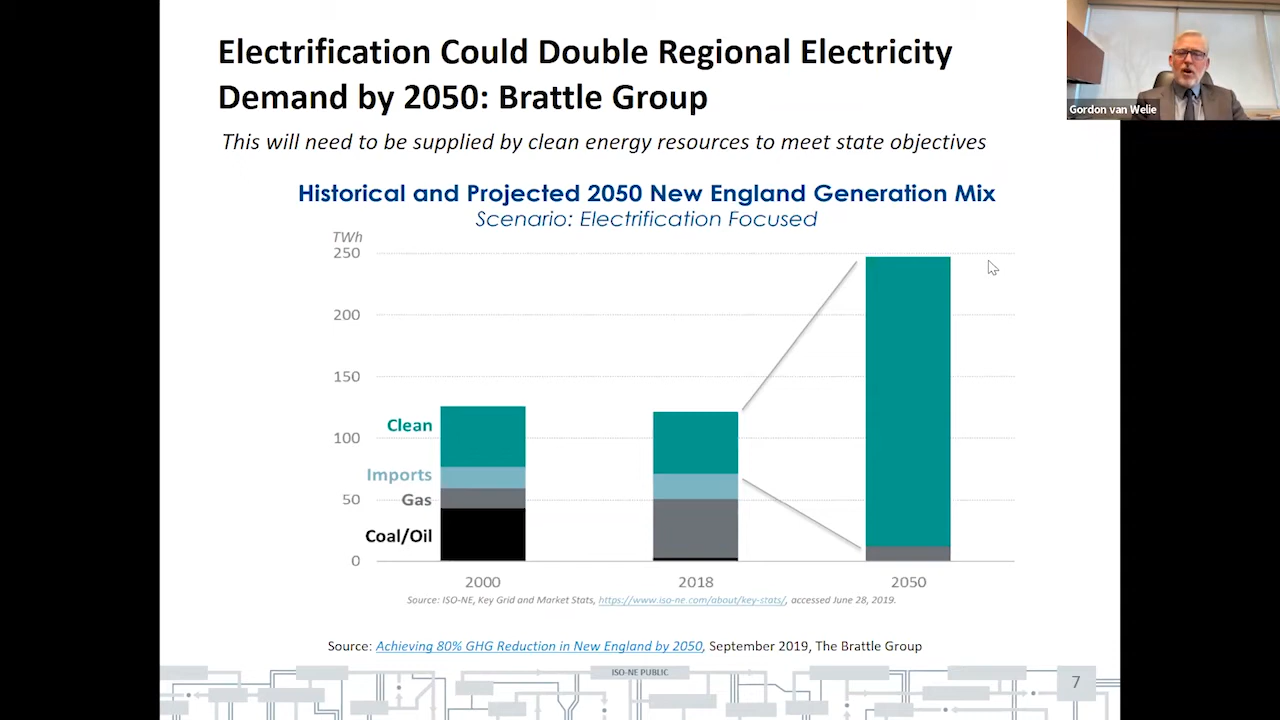 Electrification Could Double Regional Electricity
Demand by 2050: Brattle Group
This will need to be supplied by clean energy resources to meet state objectives
Gordon van Welie
Historical and Projected 2050 New England Generation Mix
Scenario: Electrification Focused
TWh
250
200
150
100
50
0
Clean
Imports
Gas
Coal/Oil
2000 2018 2050
Source: ISO-NE, Key Grid and Market Stats, https://www.iso-ne.com/about/key-stats/, accessed June 28, 2019.
Source: Achieving 80% GHG Reduction in New England by 2050, September 2019, The Brattle Group
ISO-NE PUBLIC
7